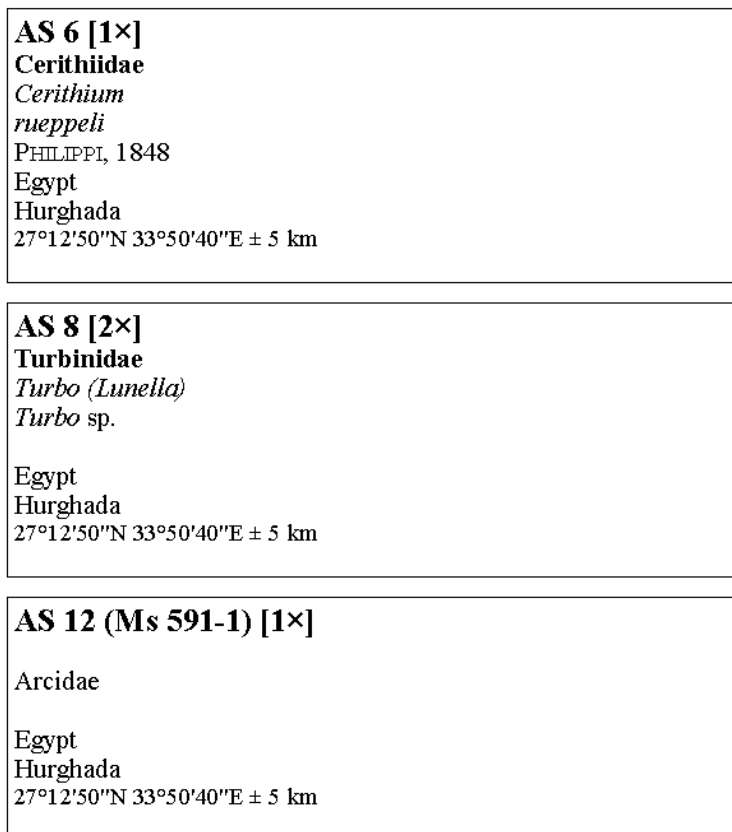 AS 6 [1×]
Cerithiidae
Cerithium
rueppeli
PHILIPPI, 1848
Egypt
Hurghada
27°12'50"N 33°50'40"E ± 5 km
AS 8 [2×]
Turbinidae
Turbo (Lunella)
Turbo sp.
Egypt
Hurghada
27°12'50"N 33°50'40"E ± 5 km
AS 12 (Ms 591-1) [1×]
Arcidae
Egypt
Hurghada
27°12'50"N 33°50'40"E ± 5 km